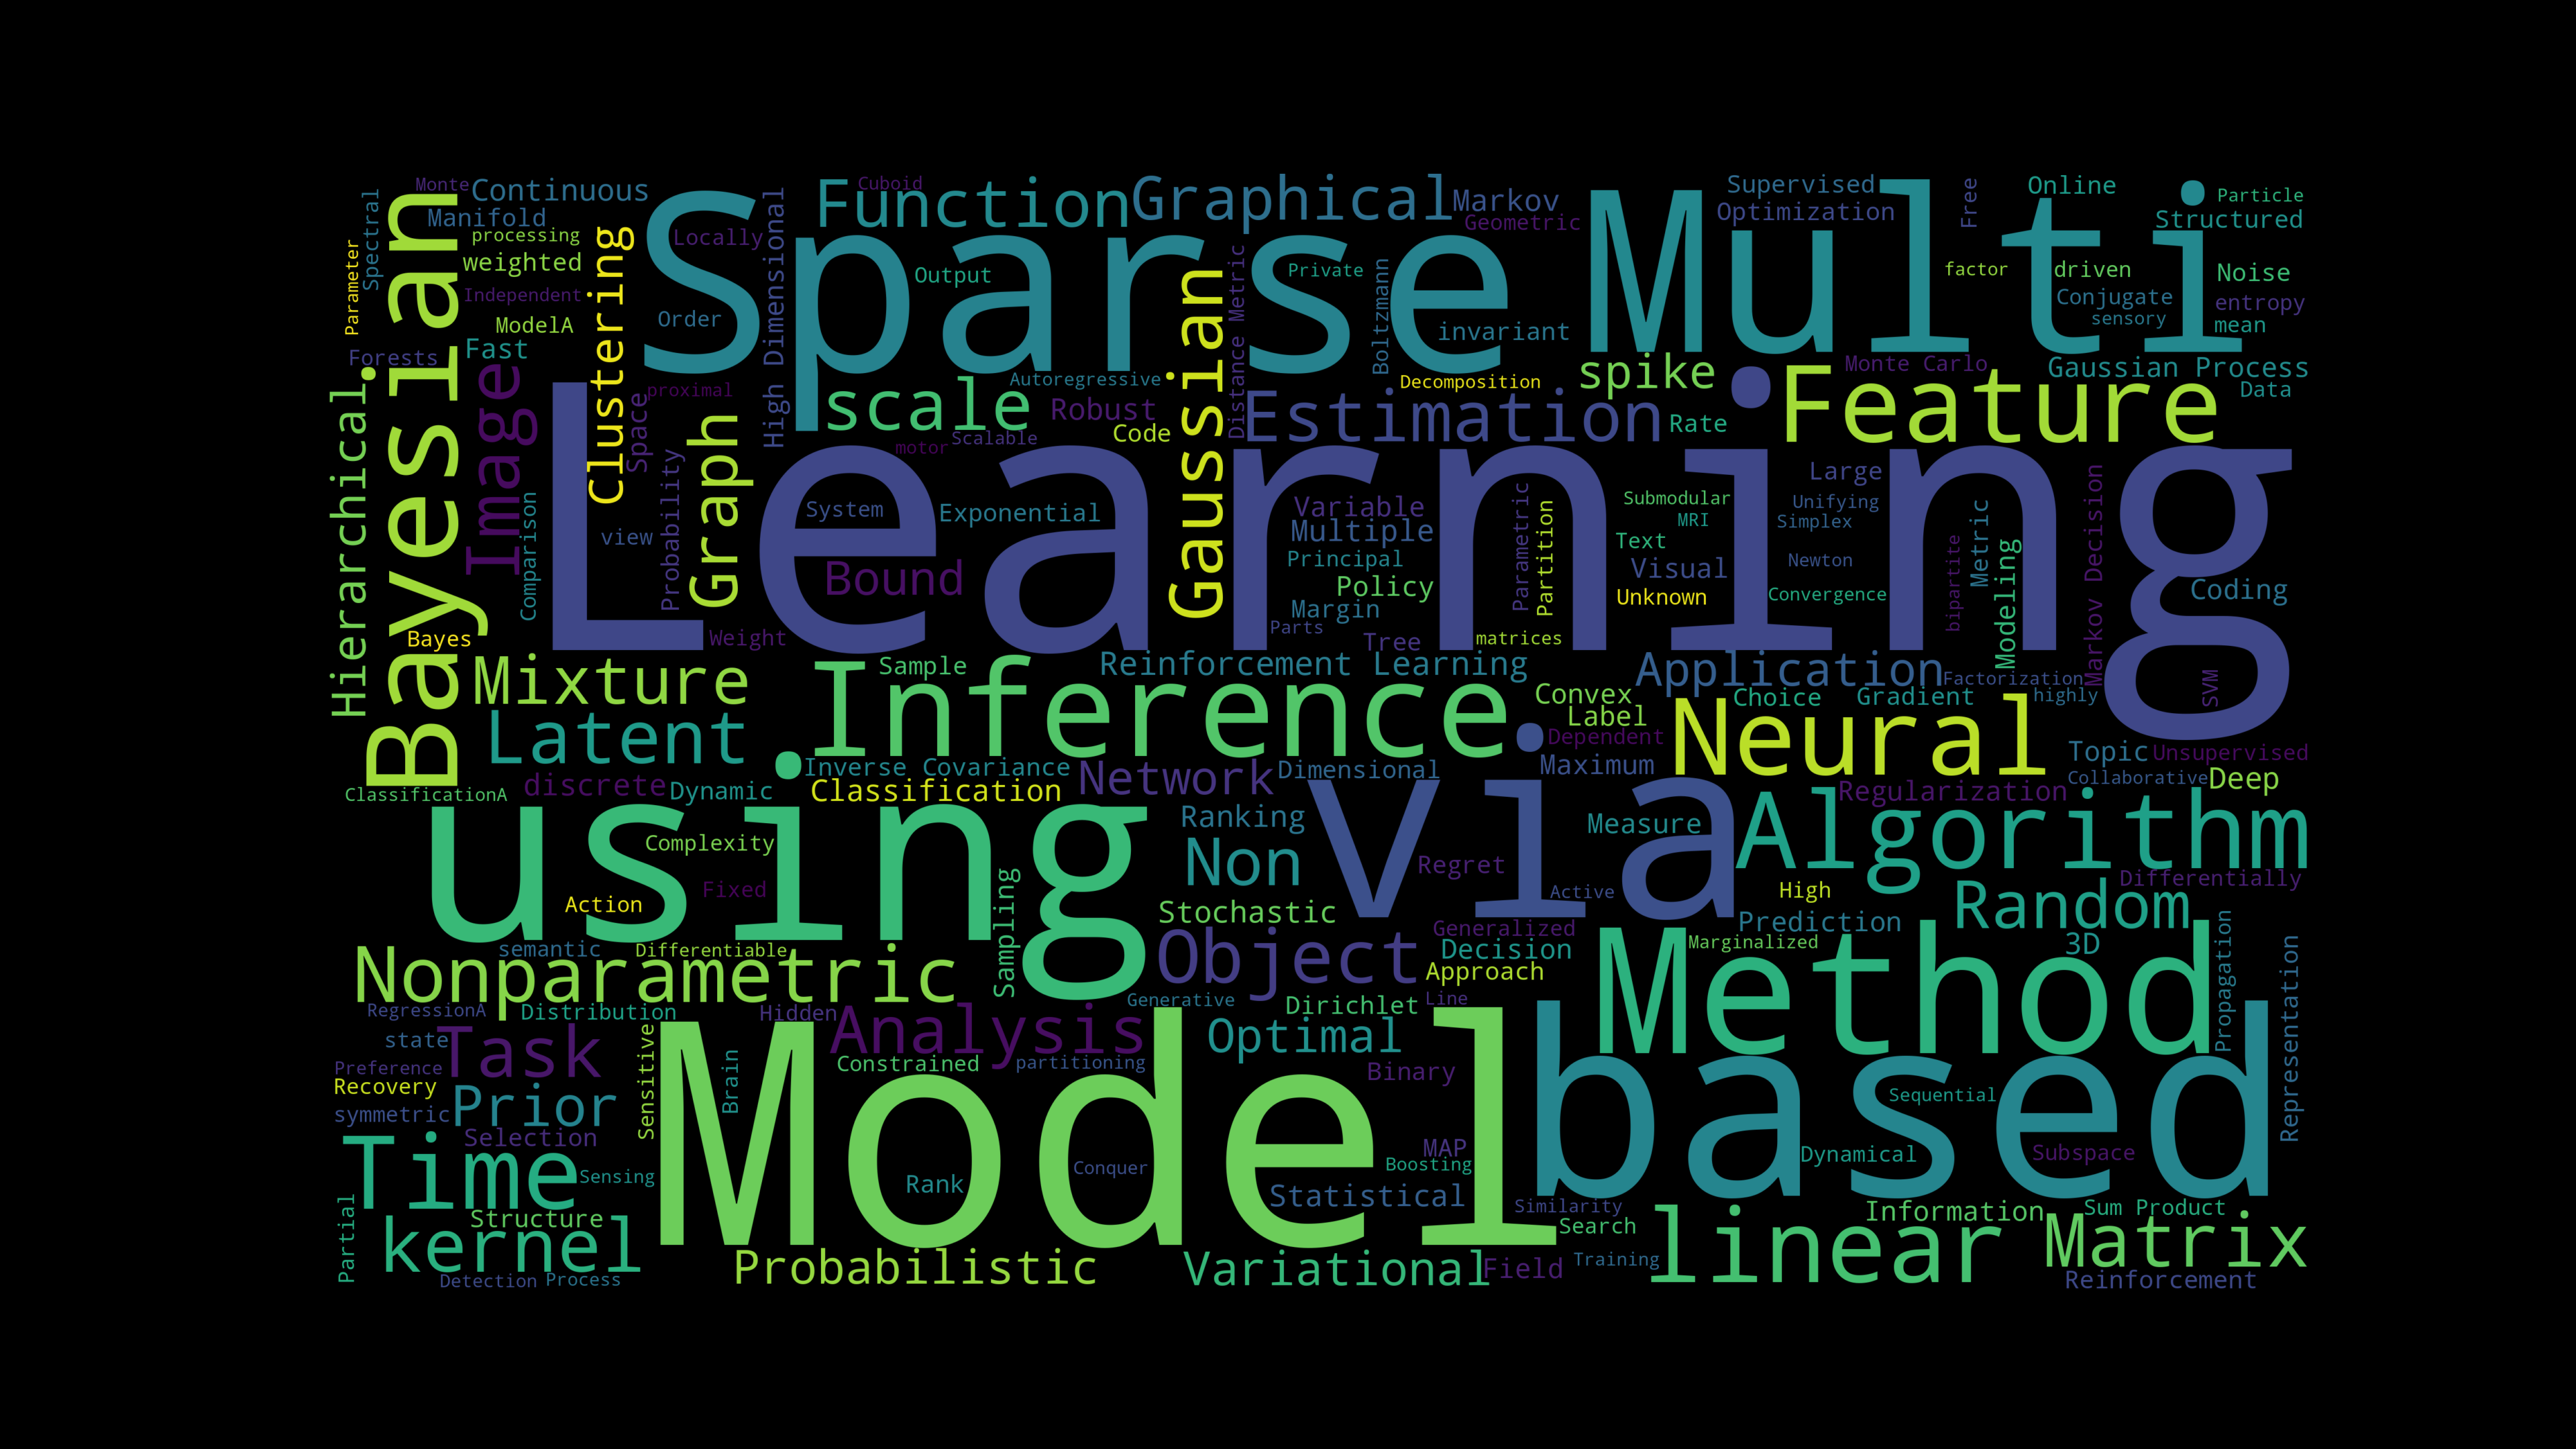 Monte
Continuous
Cuboid
Function
Graphical
Markov
Supervised
Free
Online
Particle
Spectral
Manifold
Sparse
Multi
Optimization
Geometric
Structured
processing
Locally
High Dimensional
Parameter
weighted
Clustering
Output
Gaussian
Distance Metric
Private
Boltzmann
factor
driven
Noise
Independent
Bayesian
ModelA
Order
invariant
Conjugate
entropy
sensory
mean
Forests
Fast
Hierarchical
Image
proximal
scale
Autoregressive
Decomposition
spike
Monte Carlo
Gaussian Process
Data
Space
Robust
Estimation
Rate
Feature
Code
Scalable
motor
Graph
Learning
Probability
Comparison
view
System
Exponential
Variable
Multiple
Principal
Policy
Margin
Parts
Tree
Parametric
Partition
matrices
Submodular
MRI
Text
Visual
Unknown
Large
Unifying
Simplex
Newton
Convergence
bipartite
Metric
Modeling
Markov Decision
Coding
Bound
Bayes
Weight
Mixture
Sample
Inference
Reinforcement Learning
Application
Factorization
SVM
Convex
Choice
Gradient
highly
Label
Latent
Dependent
Neural
Topic
Unsupervised
Inverse Covariance
Network
Dimensional
Maximum
Collaborative
Deep
ClassificationA
discrete
Dynamic
Classification
Regularization
using
via
Ranking
Measure
Algorithm
Complexity
Non
Regret
Fixed
Active
High
Differentially
Action
Sampling
Stochastic
Generalized
Prediction
Random
semantic
Differentiable
Object
Decision
Marginalized
3D
Propagation
Representation
Nonparametric
Approach
Method
Generative
Dirichlet
Line
RegressionA
Distribution
Hidden
Analysis
Optimal
state
Task
Sensitive
Brain
Constrained
partitioning
Binary
based
Preference
Recovery
symmetric
Prior
Model
Sequential
Selection
MAP
Time
Conquer
Boosting
Dynamical
Subspace
Sensing
Rank
Statistical
Similarity
Partial
Structure
Search
Information
Sum Product
kernel
Probabilistic
Variational
Field
Training
linear
Matrix
Detection
Process
Reinforcement